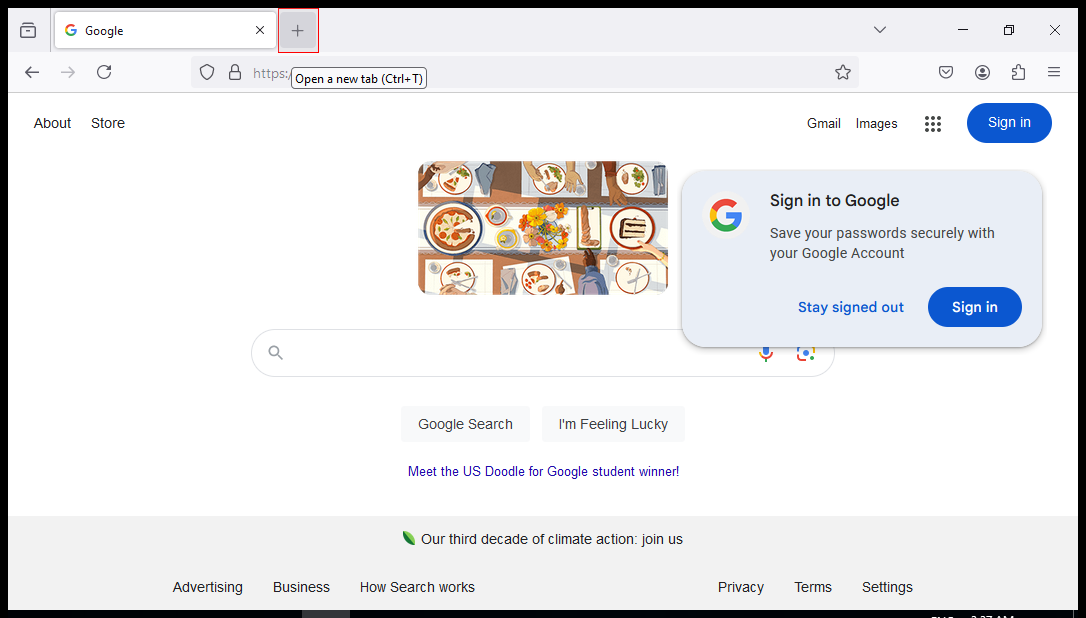 Google
https:/
Open a new tab (Ctrl+T)
About Store
Gmail Images
Sign in
Sign in to Google
Save your passwords securely with
your Google Account
Stay signed out
Sign in
Google Search
I'm Feeling Lucky
Meet the US Doodle for Google student winner!
Our third decade of climate action: join us
Advertising Business How Search works
Privacy Terms Settings